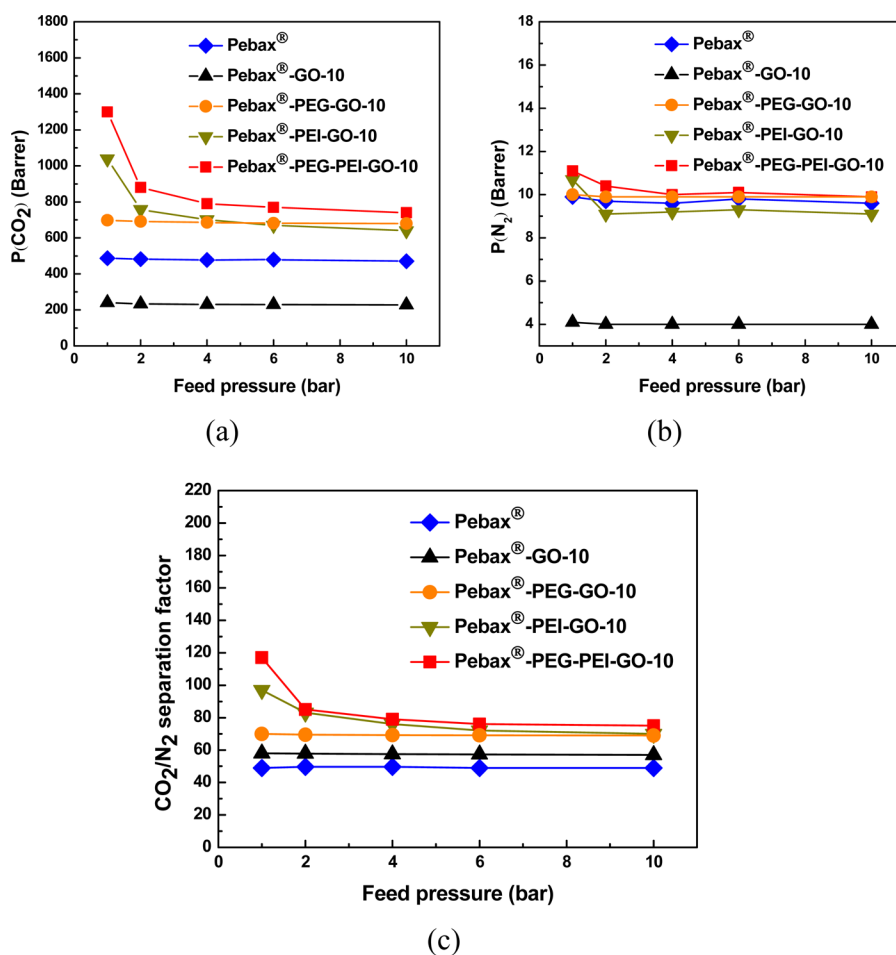 1800
1600
1400
1200
1000
800
600
400
200
0
P(CO2) (Barrer)
Pebax®
Pebax®-GO-10
Pebax®-PEG-GO-10
Pebax®-PEI-GO-10
Pebax®-PEG-PEI-GO-10
0 2 4 6 8 10
Feed pressure (bar)
(a)
18
16
14
12
10
8
6
4
P(N2) (Barrer)
Pebax®
Pebax®-GO-10
Pebax®-PEG-GO-10
Pebax®-PEI-GO-10
Pebax®-PEG-PEI-GO-10
0 2 4 6 8 10
Feed pressure (bar)
(b)
220
200
180
160
140
120
100
80
60
40
20
0
CO2/N2 separation factor
Pebax®
Pebax®-GO-10
Pebax®-PEG-GO-10
Pebax®-PEI-GO-10
Pebax®-PEG-PEI-GO-10
0 2 4 6 8 10
Feed pressure (bar)
(c)